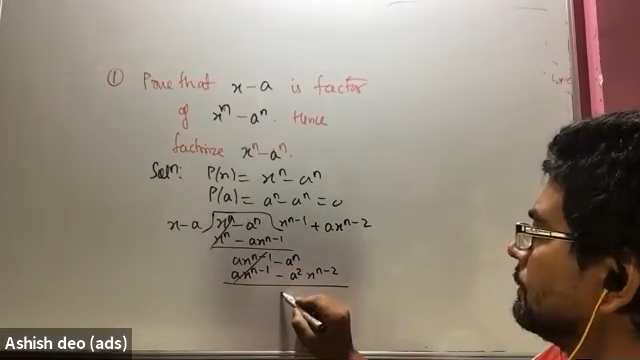 ① Prove that x-a is factor
of xⁿ-aⁿ. Hence
factorize xⁿ-aⁿ.
Solⁿ: P(x) = xⁿ-aⁿ
P(a) = aⁿ-aⁿ = 0
x-a ) xⁿ-aⁿ ( xⁿ⁻¹ + axⁿ⁻²
xⁿ - axⁿ⁻¹
axⁿ⁻¹ - aⁿ
axⁿ⁻¹ - a²xⁿ⁻²
Ashish deo (ads)